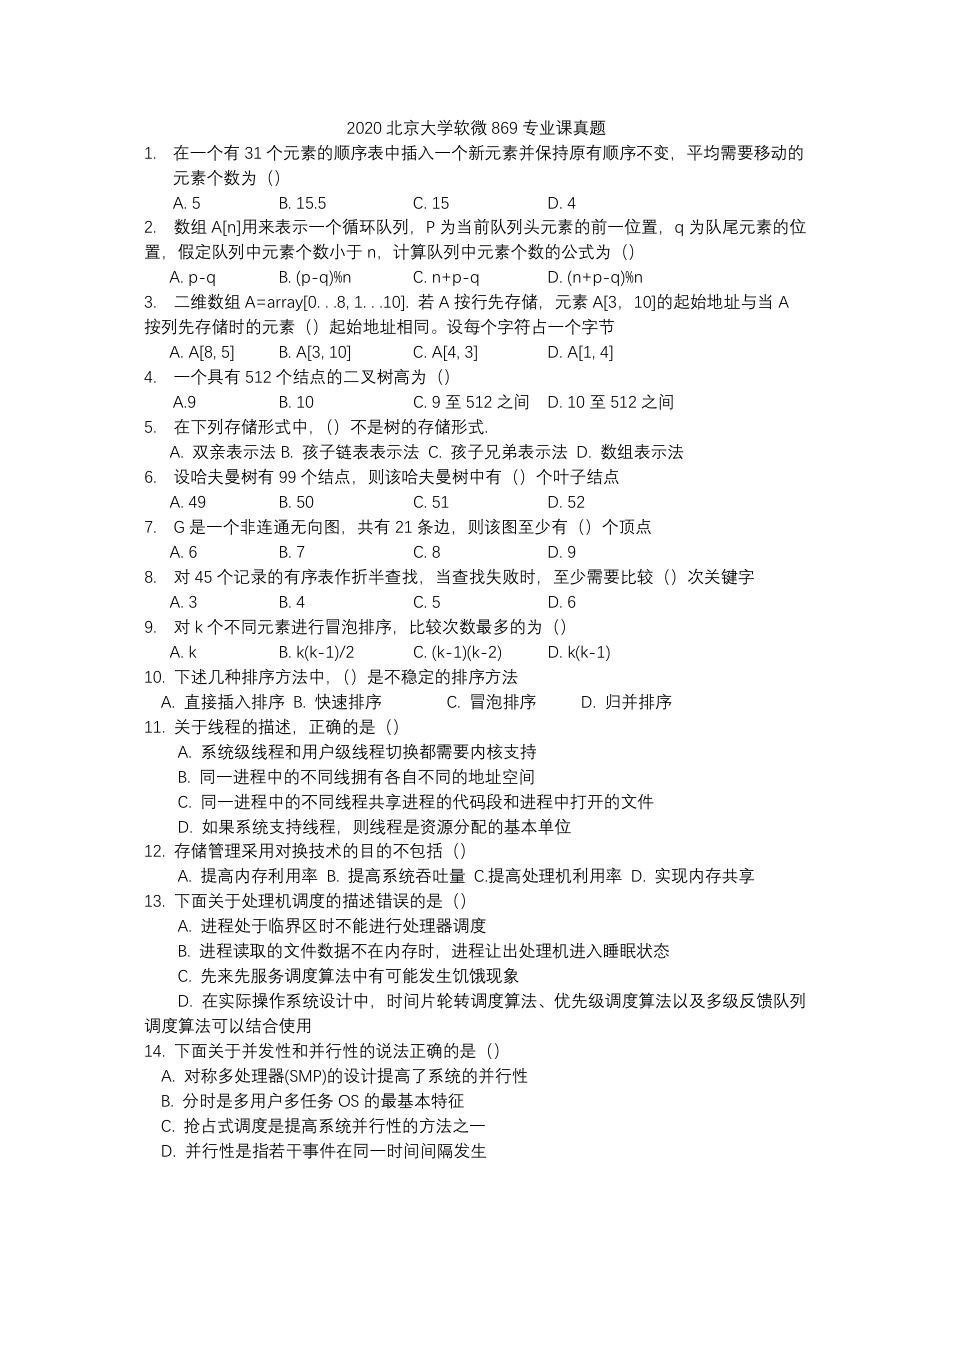 2020 北京大学软微 869 专业课真题
1. 在一个有 31 个元素的顺序表中插入一个新元素并保持原有顺序不变，平均需要移动的
元素个数为（）
A. 5 B. 15.5 C. 15 D. 4
2. 数组 A[n]用来表示一个循环队列，P 为当前队列头元素的前一位置，q 为队尾元素的位
置，假定队列中元素个数小于 n，计算队列中元素个数的公式为（）
A. p-q B. (p-q)%n C. n+p-q D. (n+p-q)%n
3. 二维数组 A=array[0. . .8, 1. . .10]. 若 A 按行先存储，元素 A[3，10]的起始地址与当 A
按列先存储时的元素（）起始地址相同。设每个字符占一个字节
A. A[8, 5] B. A[3, 10] C. A[4, 3] D. A[1, 4]
4. 一个具有 512 个结点的二叉树高为（）
A.9 B. 10 C. 9 至 512 之间 D. 10 至 512 之间
5. 在下列存储形式中，（）不是树的存储形式.
A. 双亲表示法 B. 孩子链表表示法 C. 孩子兄弟表示法 D. 数组表示法
6. 设哈夫曼树有 99 个结点，则该哈夫曼树中有（）个叶子结点
A. 49 B. 50 C. 51 D. 52
7. G 是一个非连通无向图，共有 21 条边，则该图至少有（）个顶点
A. 6 B. 7 C. 8 D. 9
8. 对 45 个记录的有序表作折半查找，当查找失败时，至少需要比较（）次关键字
A. 3 B. 4 C. 5 D. 6
9. 对 k 个不同元素进行冒泡排序，比较次数最多的为（）
A. k B. k(k-1)/2 C. (k-1)(k-2) D. k(k-1)
10. 下述几种排序方法中，（）是不稳定的排序方法
A. 直接插入排序 B. 快速排序 C. 冒泡排序 D. 归并排序
11. 关于线程的描述，正确的是（）
A. 系统级线程和用户级线程切换都需要内核支持
B. 同一进程中的不同线拥有各自不同的地址空间
C. 同一进程中的不同线程共享进程的代码段和进程中打开的文件
D. 如果系统支持线程，则线程是资源分配的基本单位
12. 存储管理采用对换技术的目的不包括（）
A. 提高内存利用率 B. 提高系统吞吐量 C.提高处理机利用率 D. 实现内存共享
13. 下面关于处理机调度的描述错误的是（）
A. 进程处于临界区时不能进行处理器调度
B. 进程读取的文件数据不在内存时，进程让出处理机进入睡眠状态
C. 先来先服务调度算法中有可能发生饥饿现象
D. 在实际操作系统设计中，时间片轮转调度算法、优先级调度算法以及多级反馈队列
调度算法可以结合使用
14. 下面关于并发性和并行性的说法正确的是（）
A. 对称多处理器(SMP)的设计提高了系统的并行性
B. 分时是多用户多任务 OS 的最基本特征
C. 抢占式调度是提高系统并行性的方法之一
D. 并行性是指若干事件在同一时间间隔发生